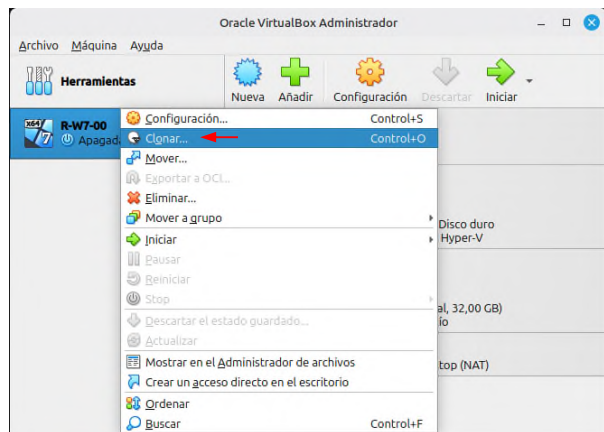 Oracle VirtualBox Administrador
Archivo Máquina Ayuda
Herramientas
Nueva Añadir Configuración Descartar Iniciar
R-W7-00
Configuración... Control+S
Clonar... Control+O
Mover...
Exportar a OCI...
Eliminar...
Mover a grupo
Disco duro
Iniciar
Hyper-V
Pausar
Reiniciar
Stop
al, 32,00 GB)
Descartar el estado guardado...
ío
Actualizar
Mostrar en el Administrador de archivos
top (NAT)
Crear un acceso directo en el escritorio
Ordenar
Buscar Control+F